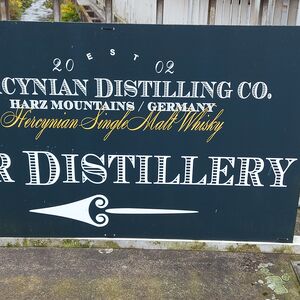 20 EST 02
CYNIAN DISTILLING CO.
HARZ MOUNTAINS / GERMANY
Hercynian Single Malt Whisky
R DISTILLERY